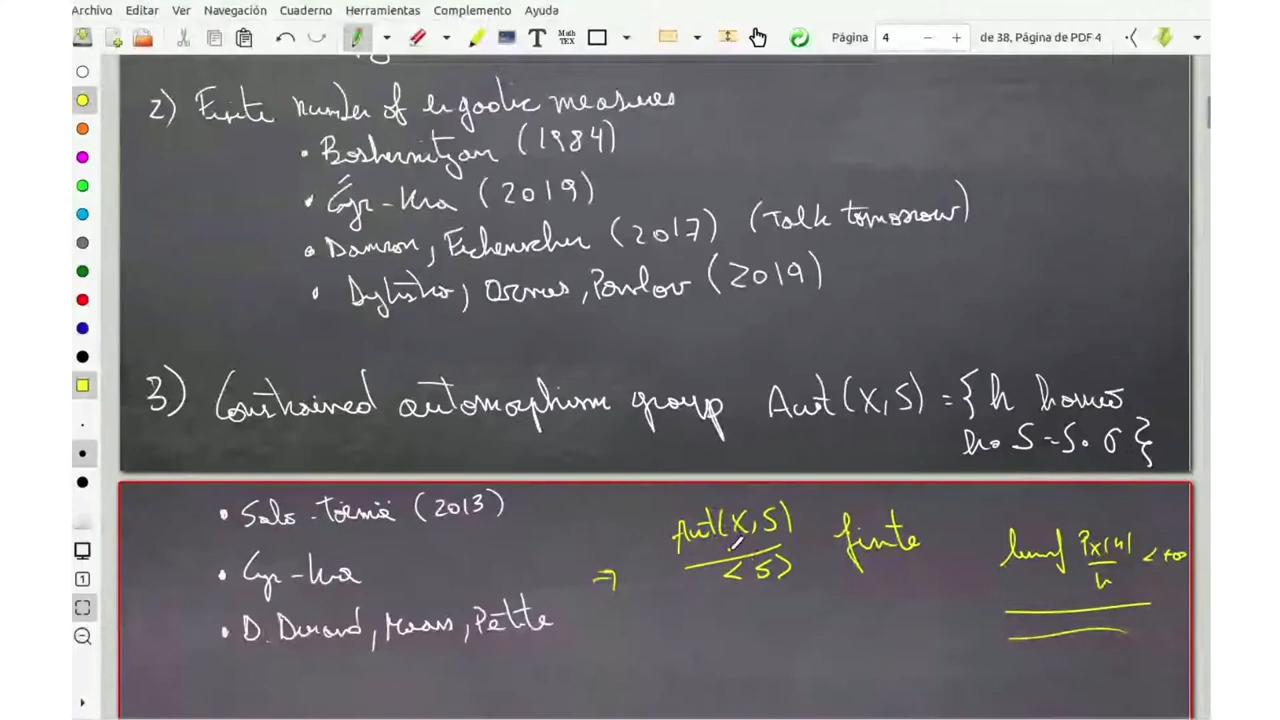 Archivo Editar Ver Navegación Cuaderno Herramientas Complemento Ayuda
Página 4 de 38, Página de PDF 4
2) Finite number of ergodic measures
• Boshernitzan (1984)
• Cyr-Kra (2019)
• Damron, Fickenscher (2017) (Talk tomorrow)
• Dykstra, Ormes, Pavlov (2019)
3) Constrained automorphism group Aut(X,S) = {h homeo
h∘S = S∘σ}
• Salo-Törmä (2013)
• Cyr-Kra
• D. Durand, Maass, Petite
⇒ Aut(X,S) / <S> finite
liminf Px(n) / n < +∞